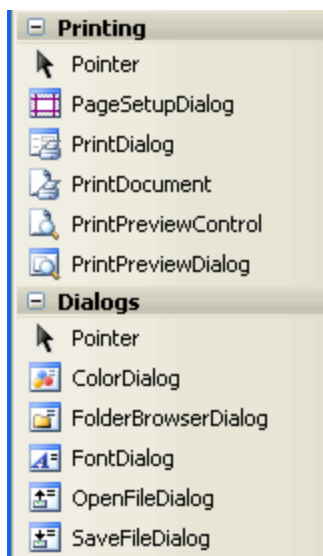 Printing
Pointer
PageSetupDialog
PrintDialog
PrintDocument
PrintPreviewControl
PrintPreviewDialog
Dialogs
Pointer
ColorDialog
FolderBrowserDialog
FontDialog
OpenFileDialog
SaveFileDialog